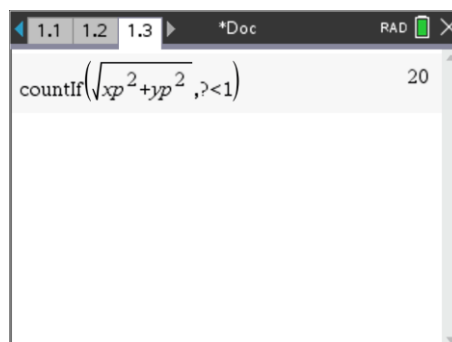 1.1 1.2 1.3 *Doc RAD
countIf(√xp²+yp² ,?<1) 20